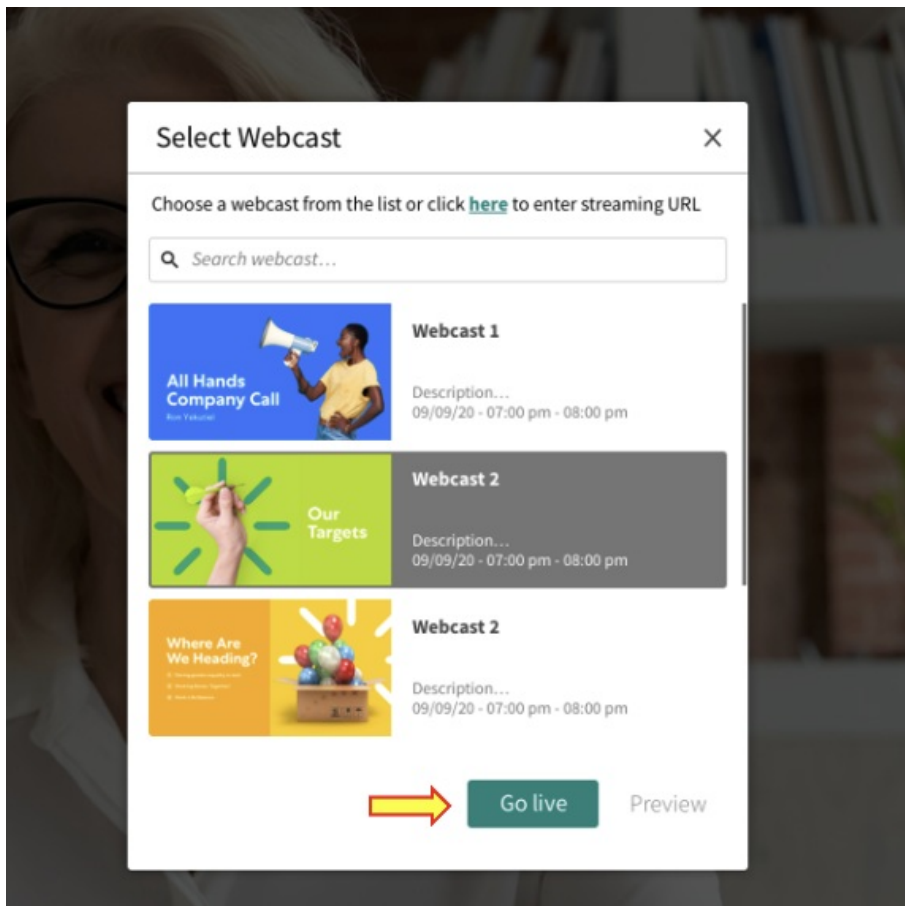 Select Webcast
Choose a webcast from the list or click here to enter streaming URL
Search webcast...
All Hands
Company Call
Webcast 1
Description...
09/09/20 - 07:00 pm - 08:00 pm
Our
Targets
Webcast 2
Description...
09/09/20 - 07:00 pm - 08:00 pm
Where Are
We Heading?
Webcast 2
Description...
09/09/20 - 07:00 pm - 08:00 pm
Go live
Preview